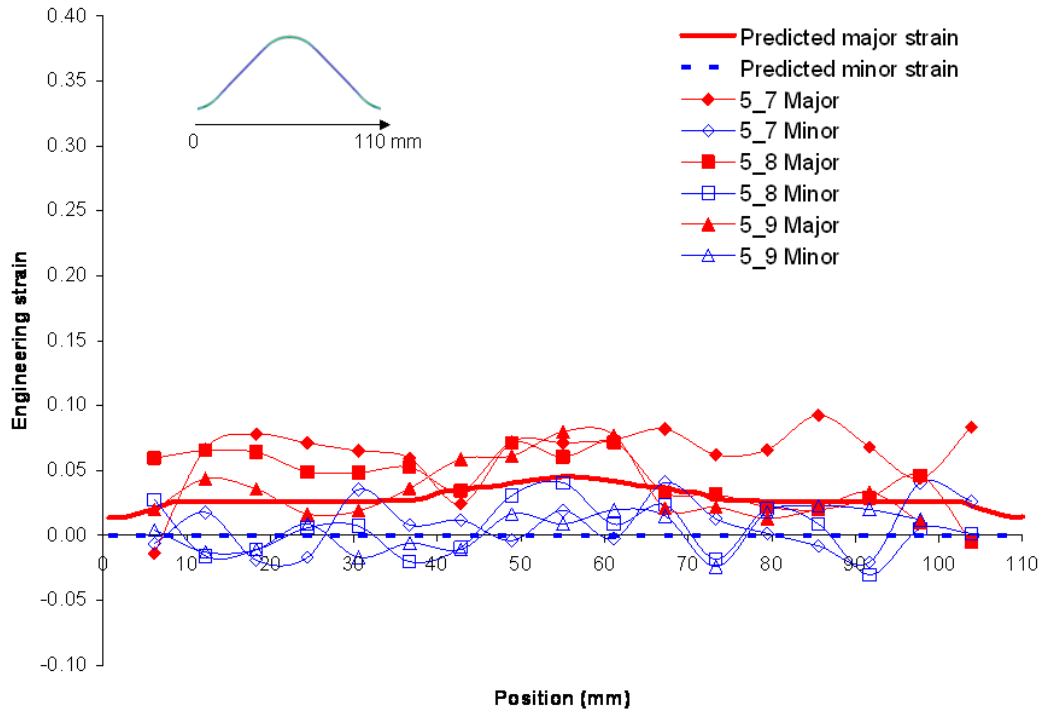 0.40
0.35
0.30
0.25
0.20
0.15
0.10
0.05
0.00
-0.05
-0.10
Engineering strain
0
110 mm
Predicted major strain
Predicted minor strain
5_7 Major
5_7 Minor
5_8 Major
5_8 Minor
5_9 Major
5_9 Minor
0 10 20 30 40 50 60 70 80 90 100 110
Position (mm)